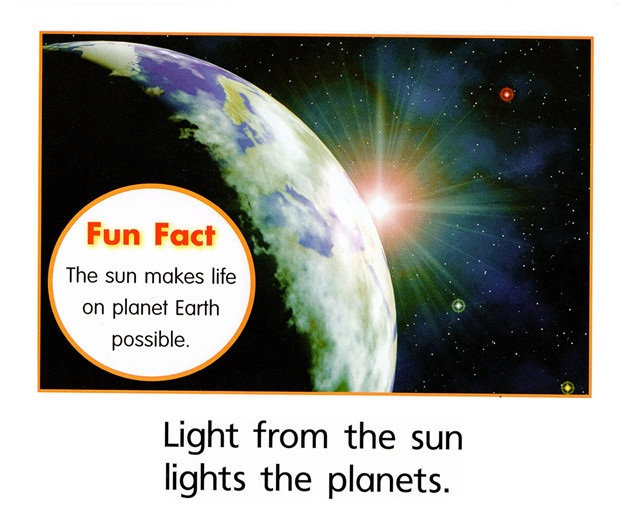 Fun Fact
The sun makes life
on planet Earth
possible.
Light from the sun
lights the planets.